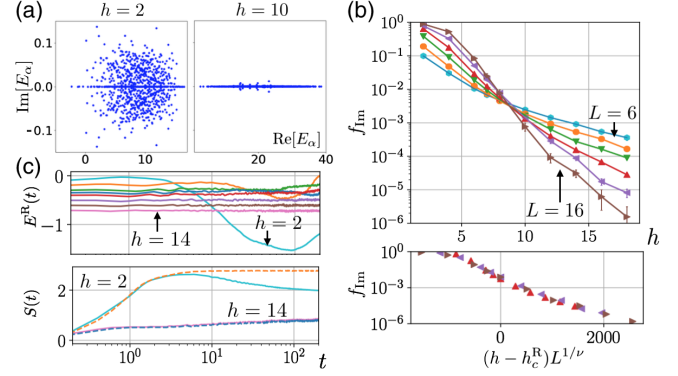 (a)
h = 2
h = 10
0.1
0
-0.1
Im[E_α]
0
10
20
30
40
Re[E_α]
(b)
10^0
10^−1
10^−2
10^−3
10^−4
10^−5
10^−6
f_Im
L = 6
L = 16
5
10
15
h
(c)
0
−1
E^R(t)
h = 2
h = 14
2
0
S(t)
h = 2
h = 14
10^0
10^1
10^2
t
10^0
10^−3
10^−6
f_Im
0
2000
(h − h_c^R)L^{1/ν}